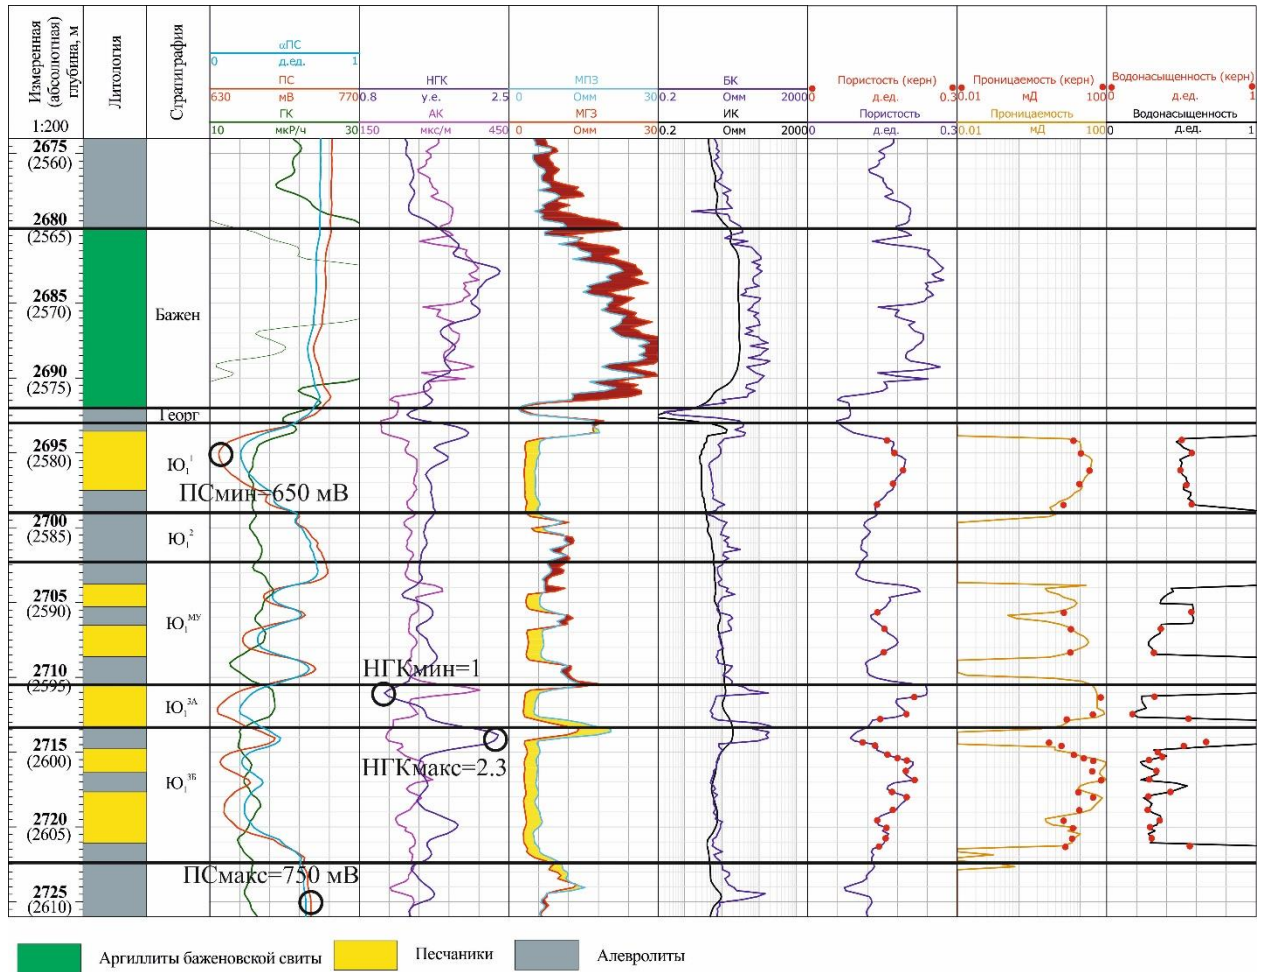 Измеренная (абсолютная) глубина, м
1:200
Литология
Стратиграфия
αПС
0 д.ед. 1
ПС
630 мВ 770
ГК
10 мкР/ч 30
НГК
0.8 у.е. 2.5
АК
150 мкс/м 450
МПЗ
0 Омм 30
МГЗ
0 Омм 30
БК
0.2 Омм 2000
ИК
0.2 Омм 2000
Пористость (керн)
0 д.ед. 0.3
Пористость
0 д.ед. 0.3
Проницаемость (керн)
0.01 мД 100
Проницаемость
0.01 мД 100
Водонасыщенность (керн)
0 д.ед. 1
Водонасыщенность
0 д.ед. 1
2675
(2560)
2680
(2565)
2685
(2570)
Бажен
2690
(2575)
Георг
2695
(2580)
Ю₁¹
ПСмин=650 мВ
2700
(2585)
Ю₁²
2705
(2590)
Ю₁ᴹУ
2710
(2595)
НГКмин=1
Ю₁³ᴬ
2715
(2600)
НГКмакс=2.3
Ю₁³Б
2720
(2605)
ПСмакс=750 мВ
2725
(2610)
Аргиллиты баженовской свиты
Песчаники
Алевролиты